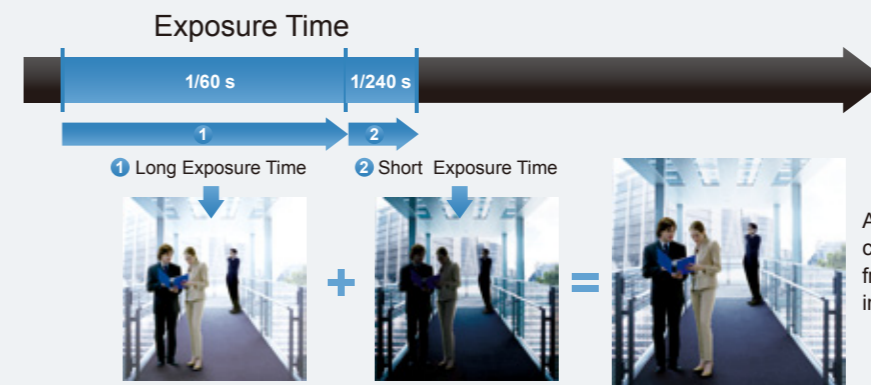 Exposure Time
1/60 s 1/240 s
1 2
1 Long Exposure Time 2 Short Exposure Time
+ =
A